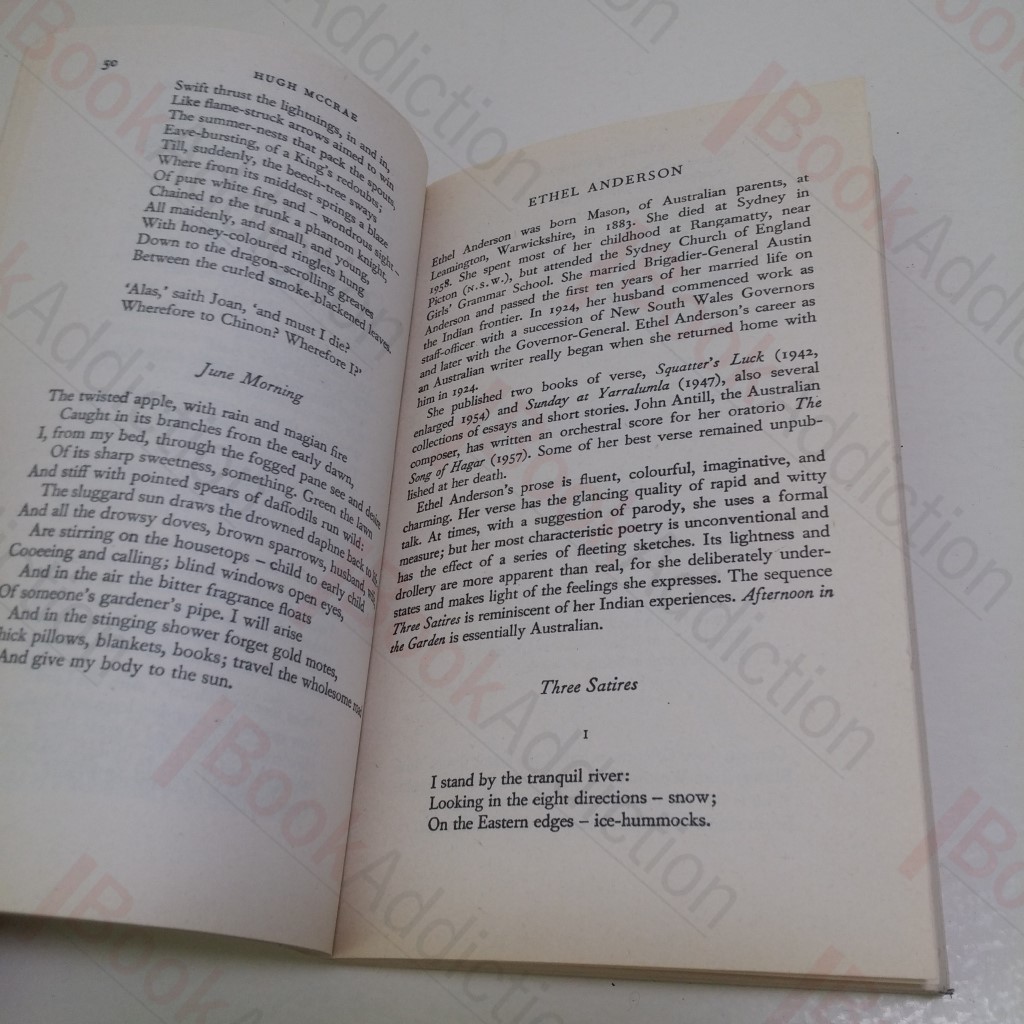 50
HUGH MCCRAE
Swift thrust the lightnings, in and in,
Like flame-struck arrows aimed to win
The summer-nests that pack the spouts,
Eave-bursting, of a King's redoubts;
Till, suddenly, the beech-tree sways
Where from its middest springs a blaze
Of pure white fire, and – wondrous sight –
Chained to the trunk a phantom knight,
All maidenly, and small, and young,
With honey-coloured ringlets hung
Down to the dragon-scrolling greaves
Between the curled smoke-blackened leaves.
'Alas,' saith Joan, 'and must I die?
Wherefore to Chinon? Wherefore I?'
June Morning
The twisted apple, with rain and magian fire
Caught in its branches from the early dawn,
I, from my bed, through the fogged pane see and desire
Of its sharp sweetness, something. Green the lawn
And stiff with pointed spears of daffodils run wild:
The sluggard sun draws the drowned daphne back to life,
And all the drowsy doves, brown sparrows, husband, wife,
Are stirring on the housetops – child to early child
Cooeeing and calling; blind windows open eyes,
And in the air the bitter fragrance floats
Of someone's gardener's pipe. I will arise
And in the stinging shower forget gold motes,
hick pillows, blankets, books; travel the wholesome road
And give my body to the sun.
ETHEL ANDERSON
Ethel Anderson was born Mason, of Australian parents, at
Leamington, Warwickshire, in 1883. She died at Sydney in
1958. She spent most of her childhood at Rangamatty, near
Picton (N.S.W.), but attended the Sydney Church of England
Girls' Grammar School. She married Brigadier-General Austin
Anderson and passed the first ten years of her married life on
the Indian frontier. In 1924, her husband commenced work as
staff-officer with a succession of New South Wales Governors
and later with the Governor-General. Ethel Anderson's career as
an Australian writer really began when she returned home with
him in 1924.
She published two books of verse, Squatter's Luck (1942,
enlarged 1954) and Sunday at Yarralumla (1947), also several
collections of essays and short stories. John Antill, the Australian
composer, has written an orchestral score for her oratorio The
Song of Hagar (1957). Some of her best verse remained unpub-
lished at her death.
Ethel Anderson's prose is fluent, colourful, imaginative, and
charming. Her verse has the glancing quality of rapid and witty
talk. At times, with a suggestion of parody, she uses a formal
measure; but her most characteristic poetry is unconventional and
has the effect of a series of fleeting sketches. Its lightness and
drollery are more apparent than real, for she deliberately under-
states and makes light of the feelings she expresses. The sequence
Three Satires is reminiscent of her Indian experiences. Afternoon in
the Garden is essentially Australian.
Three Satires
I
I stand by the tranquil river:
Looking in the eight directions – snow;
On the Eastern edges – ice-hummocks.
BookAddiction